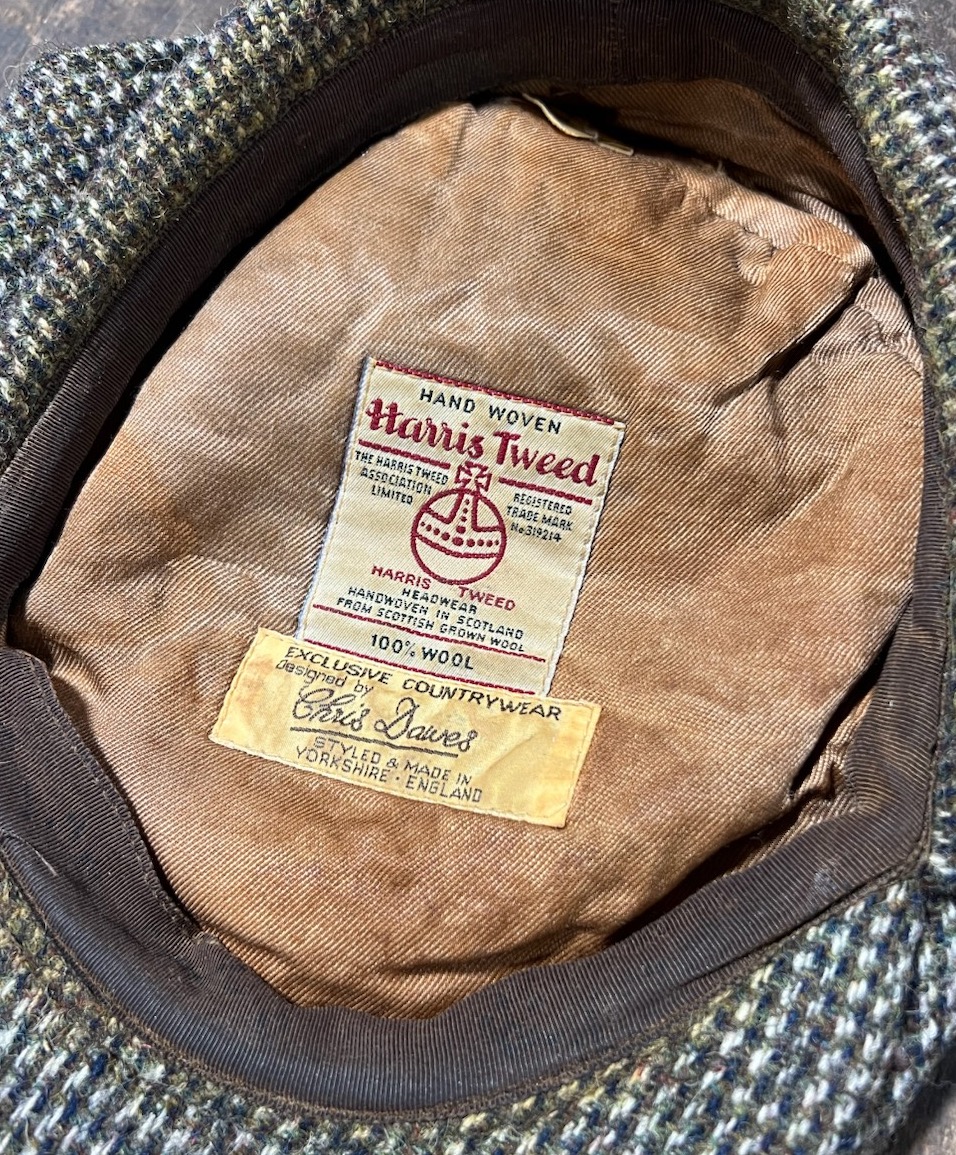 HAND WOVEN
Harris Tweed
THE HARRIS TWEED
ASSOCIATION
LIMITED
REGISTERED
TRADE MARK
No 319214
HARRIS TWEED
HEADWEAR
HANDWOVEN IN SCOTLAND
FROM SCOTTISH GROWN WOOL
100% WOOL
EXCLUSIVE COUNTRYWEAR
Designed by
Chris Dawes
STYLED & MADE IN
YORKSHIRE · ENGLAND